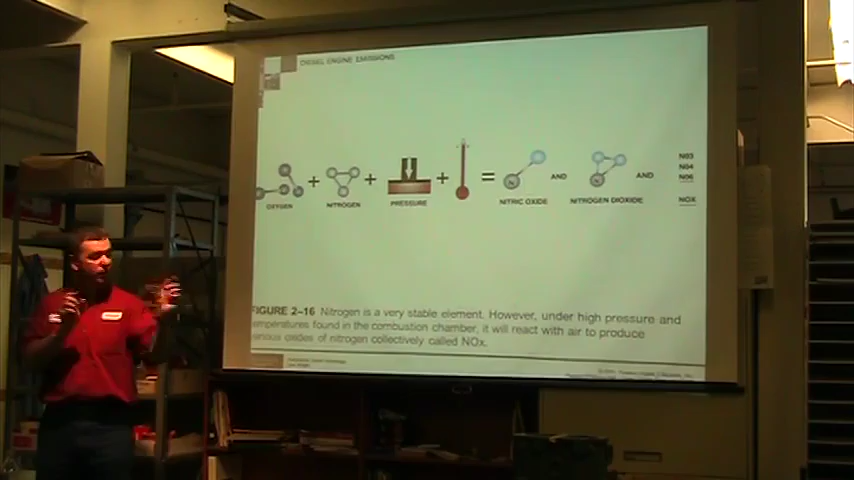 DIESEL ENGINE EMISSIONS
+ + + = AND AND
NO3
NO4
NO6
NOX
OXYGEN NITROGEN PRESSURE NITRIC OXIDE NITROGEN DIOXIDE
FIGURE 2–16 Nitrogen is a very stable element. However, under high pressure and
temperatures found in the combustion chamber, it will react with air to produce
various oxides of nitrogen collectively called NOx.